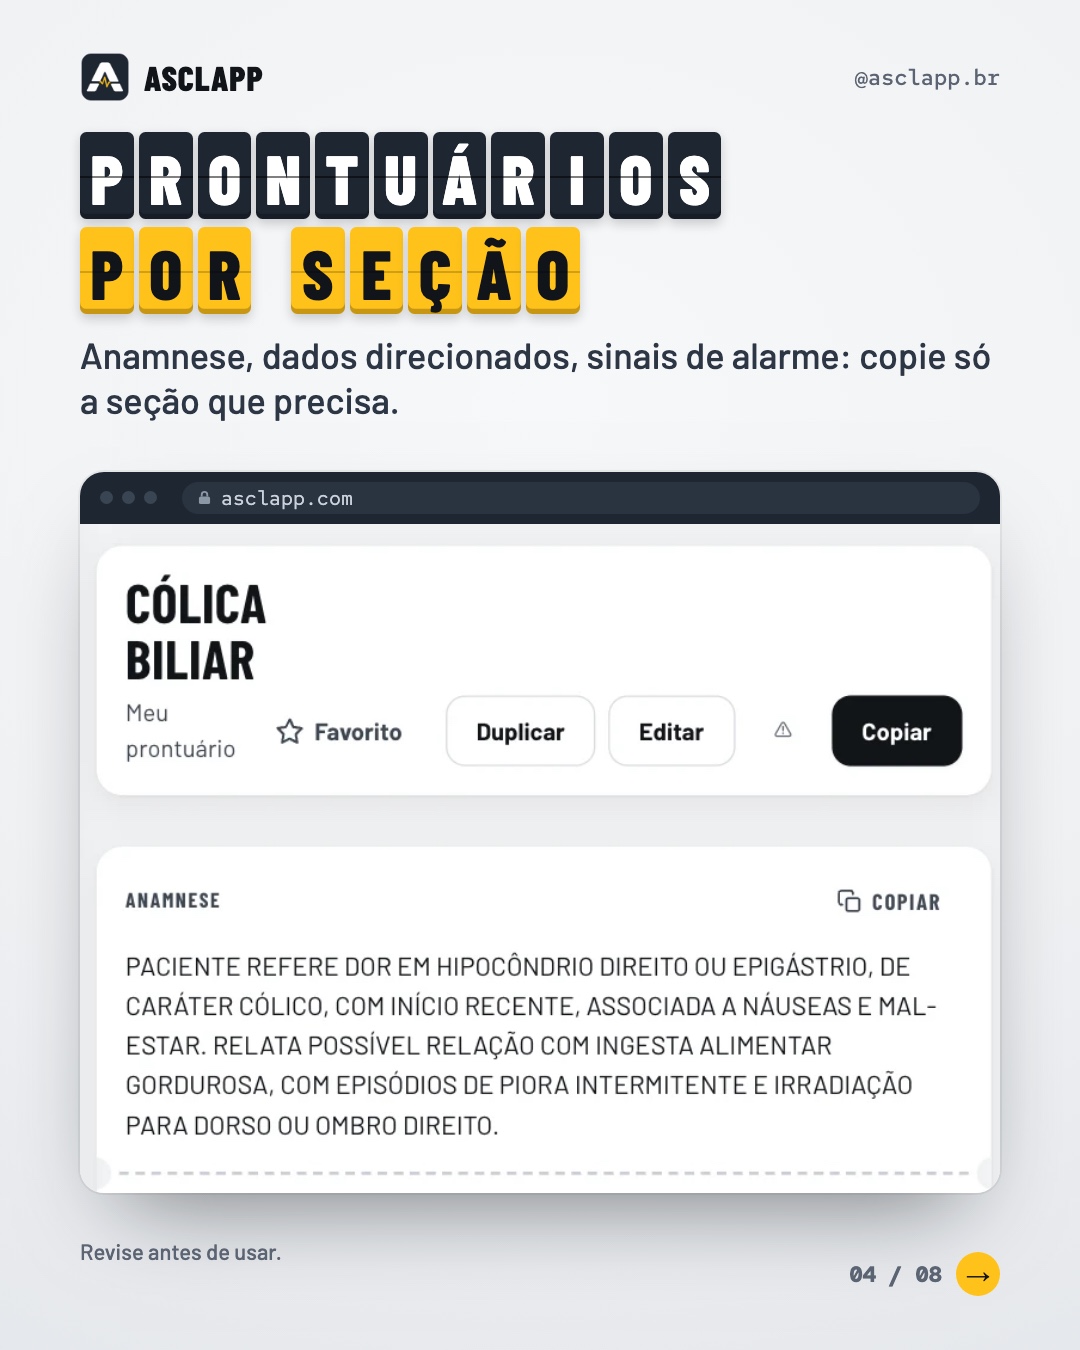 ASCLAPP
@asclapp.br
PRONTUÁRIOS
POR SEÇÃO
Anamnese, dados direcionados, sinais de alarme: copie só
a seção que precisa.
asclapp.com
CÓLICA
BILIAR
Meu
prontuário
Favorito
Duplicar
Editar
Copiar
ANAMNESE
COPIAR
PACIENTE REFERE DOR EM HIPOCÔNDRIO DIREITO OU EPIGÁSTRIO, DE
CARÁTER CÓLICO, COM INÍCIO RECENTE, ASSOCIADA A NÁUSEAS E MAL-
ESTAR. RELATA POSSÍVEL RELAÇÃO COM INGESTA ALIMENTAR
GORDUROSA, COM EPISÓDIOS DE PIORA INTERMITENTE E IRRADIAÇÃO
PARA DORSO OU OMBRO DIREITO.
Revise antes de usar.
04 / 08 →